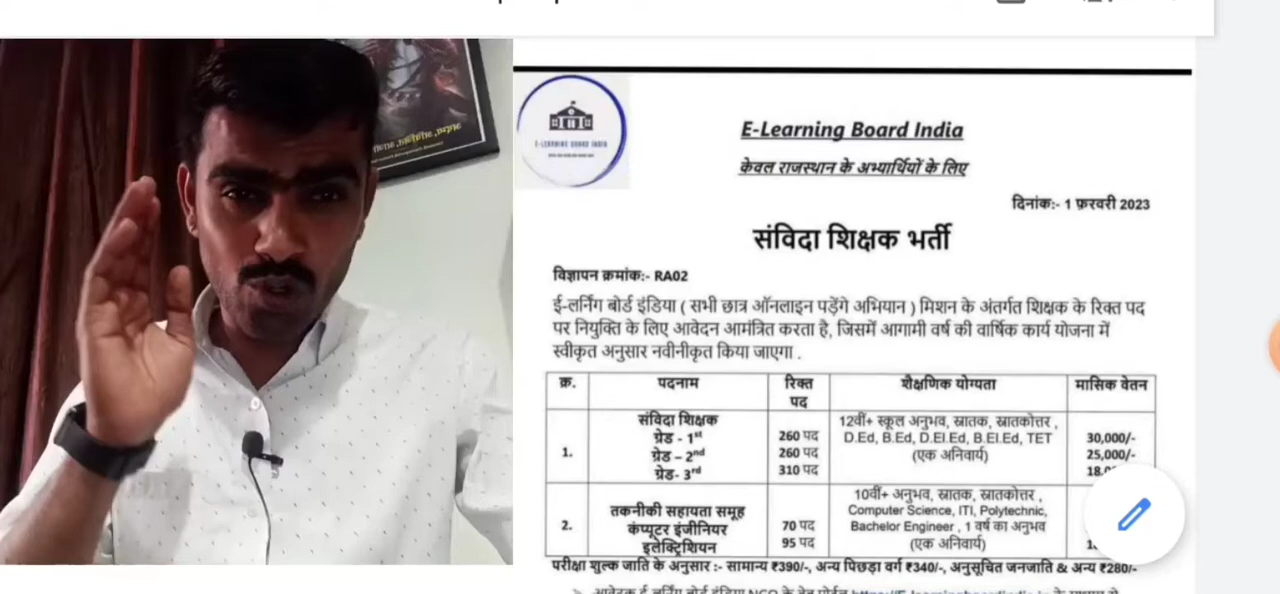 E-LEARNING BOARD INDIA
E-Learning Board India
केवल राजस्थान के अभ्यार्थियों के लिए
दिनांक:- 1 फ़रवरी 2023
संविदा शिक्षक भर्ती
विज्ञापन क्रमांक:- RA02
ई-लर्निंग बोर्ड इंडिया ( सभी छात्र ऑनलाइन पड़ेंगे अभियान ) मिशन के अंतर्गत शिक्षक के रिक्त पद
पर नियुक्ति के लिए आवेदन आमंत्रित करता है, जिसमें आगामी वर्ष की वार्षिक कार्य योजना में
स्वीकृत अनुसार नवीनीकृत किया जाएगा .
क्र. पदनाम रिक्त पद शैक्षणिक योग्यता मासिक वेतन
1.
संविदा शिक्षक
ग्रेड - 1st
ग्रेड – 2nd
ग्रेड- 3rd
260 पद
260 पद
310 पद
12वीं+ स्कूल अनुभव, स्नातक, स्नातकोत्तर ,
D.Ed, B.Ed, D.El.Ed, B.El.Ed, TET
(एक अनिवार्य)
30,000/-
25,000/-
2.
तकनीकी सहायता समूह
कंप्यूटर इंजीनियर
इलेक्ट्रिशियन
70 पद
95 पद
10वीं+ अनुभव, स्नातक, स्नातकोत्तर ,
Computer Science, ITI, Polytechnic,
Bachelor Engineer , 1 वर्ष का अनुभव
(एक अनिवार्य)
परीक्षा शुल्क जाति के अनुसार :- सामान्य ₹390/-, अन्य पिछड़ा वर्ग ₹340/-, अनुसूचित जनजाति & अन्य ₹280/-